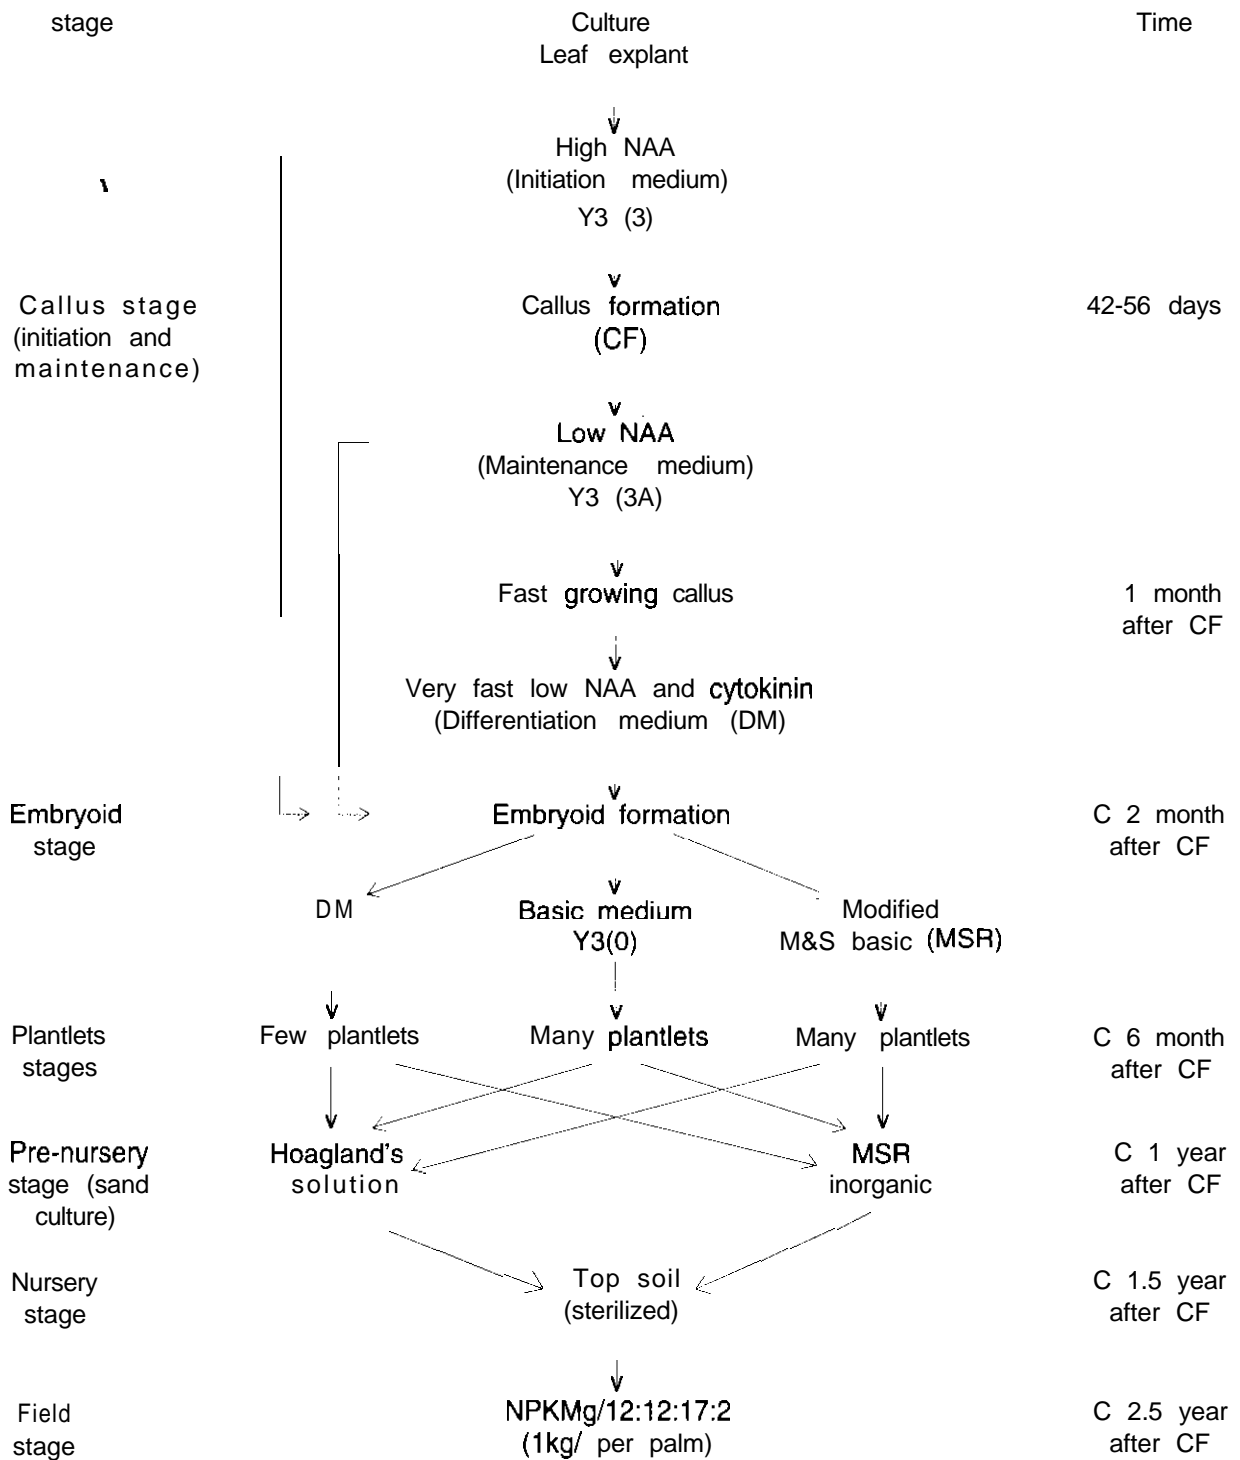 stage Culture Time
Leaf explant
High NAA
(Initiation medium)
Y3 (3)
Callus stage
(initiation and
maintenance)
Callus formation
(CF)
42-56 days
Low NAA
(Maintenance medium)
Y3 (3A)
Fast growing callus
1 month
after CF
Very fast low NAA and cytokinin
(Differentiation medium (DM)
Embryoid
stage
Embryoid formation
C 2 month
after CF
DM
Basic medium
Y3(0)
Modified
M&S basic (MSR)
Plantlets
stages
Few plantlets
Many plantlets
Many plantlets
C 6 month
after CF
Pre-nursery
stage (sand
culture)
Hoagland's
solution
MSR
inorganic
C 1 year
after CF
Nursery
stage
Top soil
(sterilized)
C 1.5 year
after CF
Field
stage
NPKMg/12:12:17:2
(1kg/ per palm)
C 2.5 year
after CF